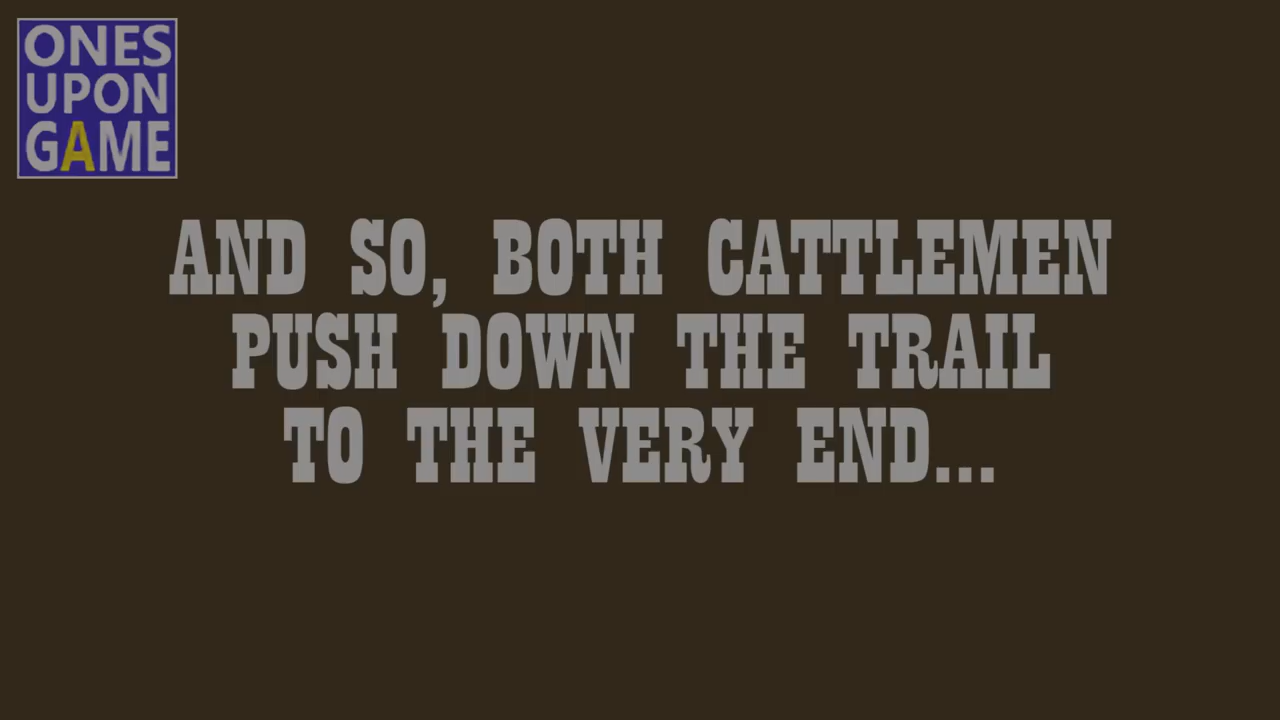 ONES
UPON
GAME
AND SO, BOTH CATTLEMEN
PUSH DOWN THE TRAIL
TO THE VERY END...